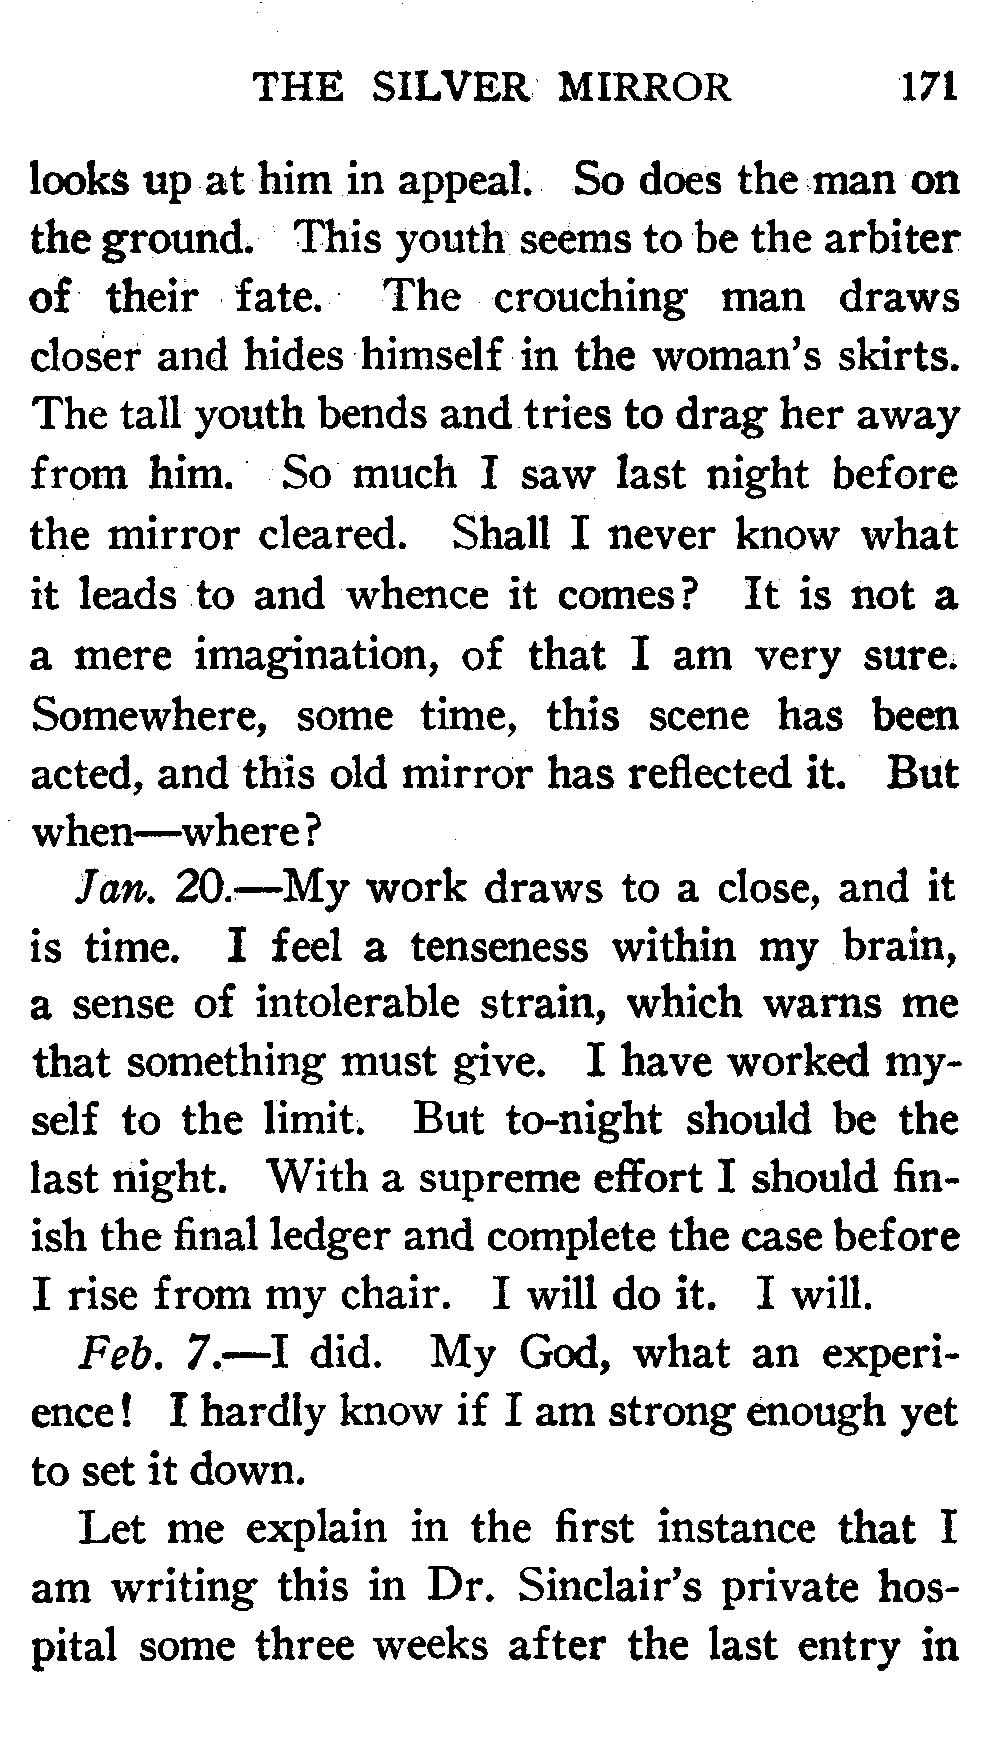 THE SILVER MIRROR 171
looks up at him in appeal. So does the man on
the ground. This youth seems to be the arbiter
of their fate. The crouching man draws
closer and hides himself in the woman's skirts.
The tall youth bends and tries to drag her away
from him. So much I saw last night before
the mirror cleared. Shall I never know what
it leads to and whence it comes? It is not a
a mere imagination, of that I am very sure.
Somewhere, some time, this scene has been
acted, and this old mirror has reflected it. But
when—where?
Jan. 20.—My work draws to a close, and it
is time. I feel a tenseness within my brain,
a sense of intolerable strain, which warns me
that something must give. I have worked my-
self to the limit. But to-night should be the
last night. With a supreme effort I should fin-
ish the final ledger and complete the case before
I rise from my chair. I will do it. I will.
Feb. 7.—I did. My God, what an experi-
ence! I hardly know if I am strong enough yet
to set it down.
Let me explain in the first instance that I
am writing this in Dr. Sinclair's private hos-
pital some three weeks after the last entry in